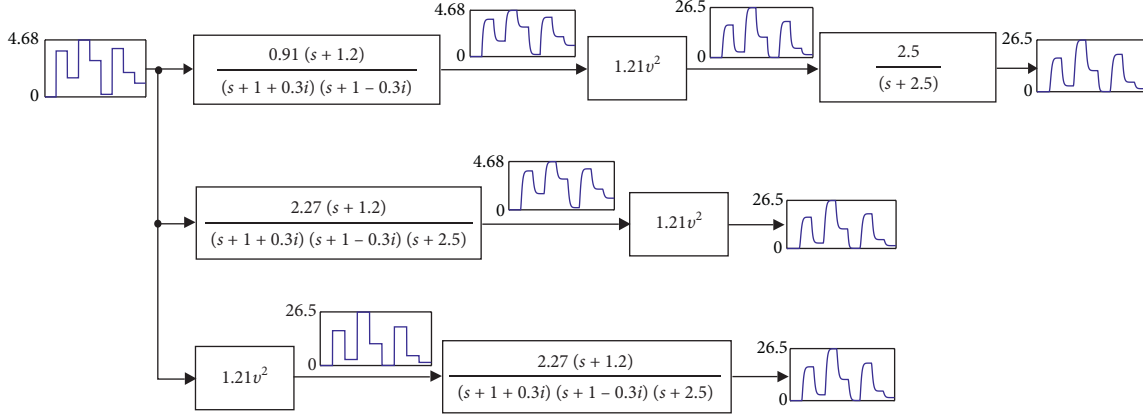 4.68
0
0.91 (s + 1.2)
(s + 1 + 0.3i) (s + 1 – 0.3i)
4.68
0
1.21v²
26.5
0
2.5
(s + 2.5)
26.5
0
2.27 (s + 1.2)
(s + 1 + 0.3i) (s + 1 – 0.3i) (s + 2.5)
4.68
0
1.21v²
26.5
0
1.21v²
26.5
0
2.27 (s + 1.2)
(s + 1 + 0.3i) (s + 1 – 0.3i) (s + 2.5)
26.5
0